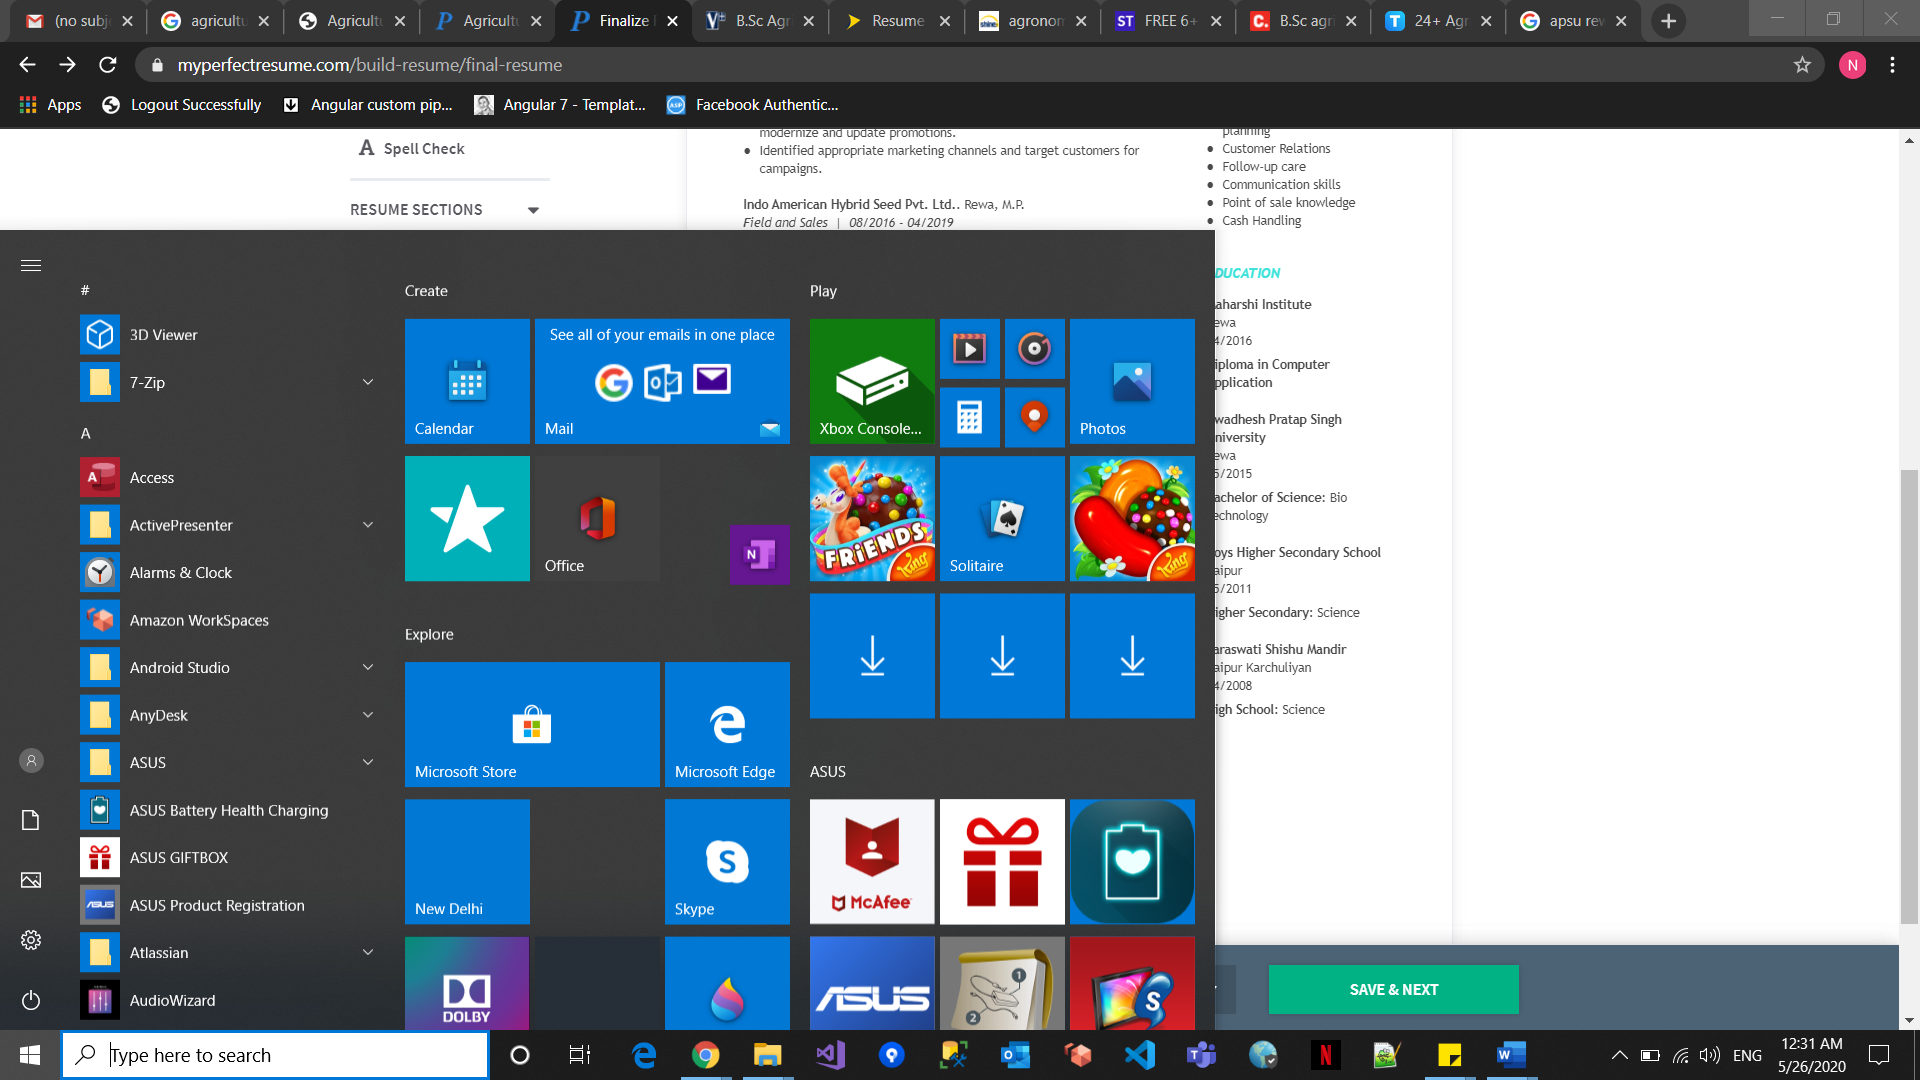 (no subj
agricultu
Agricultu
Agricultu
Finalize
B.Sc Agri
Resume
agronom
FREE 6+
B.Sc agri
24+ Agr
apsu rew
myperfectresume.com/build-resume/final-resume
N
Apps
Logout Successfully
Angular custom pip...
Angular 7 - Templat...
Facebook Authentic...
Spell Check
RESUME SECTIONS
modernize and update promotions.
Identified appropriate marketing channels and target customers for
campaigns.
Indo American Hybrid Seed Pvt. Ltd.. Rewa, M.P.
Field and Sales | 08/2016 - 04/2019
planning
Customer Relations
Follow-up care
Communication skills
Point of sale knowledge
Cash Handling
DUCATION
aharshi Institute
ewa
4/2016
iploma in Computer
pplication
wadhesh Pratap Singh
niversity
ewa
5/2015
achelor of Science: Bio
echnology
oys Higher Secondary School
aipur
5/2011
igher Secondary: Science
araswati Shishu Mandir
aipur Karchuliyan
4/2008
igh School: Science
SAVE & NEXT
#
3D Viewer
7-Zip
A
Access
ActivePresenter
Alarms & Clock
Amazon WorkSpaces
Android Studio
AnyDesk
ASUS
ASUS Battery Health Charging
ASUS GIFTBOX
ASUS Product Registration
Atlassian
AudioWizard
Create
Calendar
See all of your emails in one place
Mail
Office
Explore
Microsoft Store
Microsoft Edge
New Delhi
Skype
DOLBY
Play
Xbox Console...
Photos
FRIENDS
King
Solitaire
King
ASUS
McAfee
ASUS
Type here to search
ENG
12:31 AM
5/26/2020